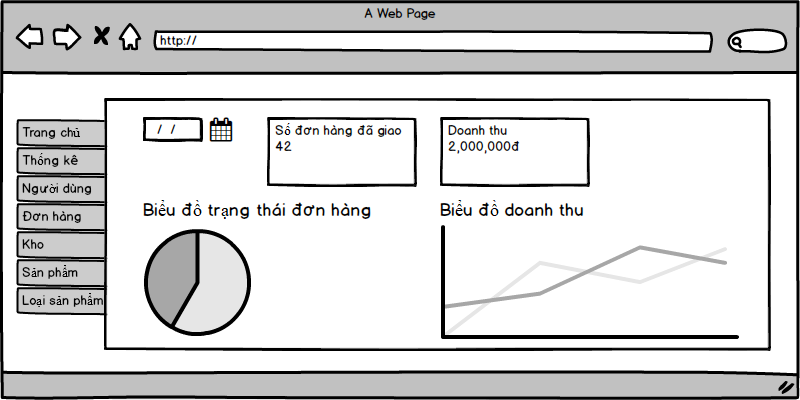 A Web Page
http://
/ /
Trang chủ
Thống kê
Người dùng
Đơn hàng
Kho
Sản phẩm
Loại sản phẩm
Số đơn hàng đã giao
42
Doanh thu
2,000,000đ
Biểu đồ trạng thái đơn hàng
Biểu đồ doanh thu